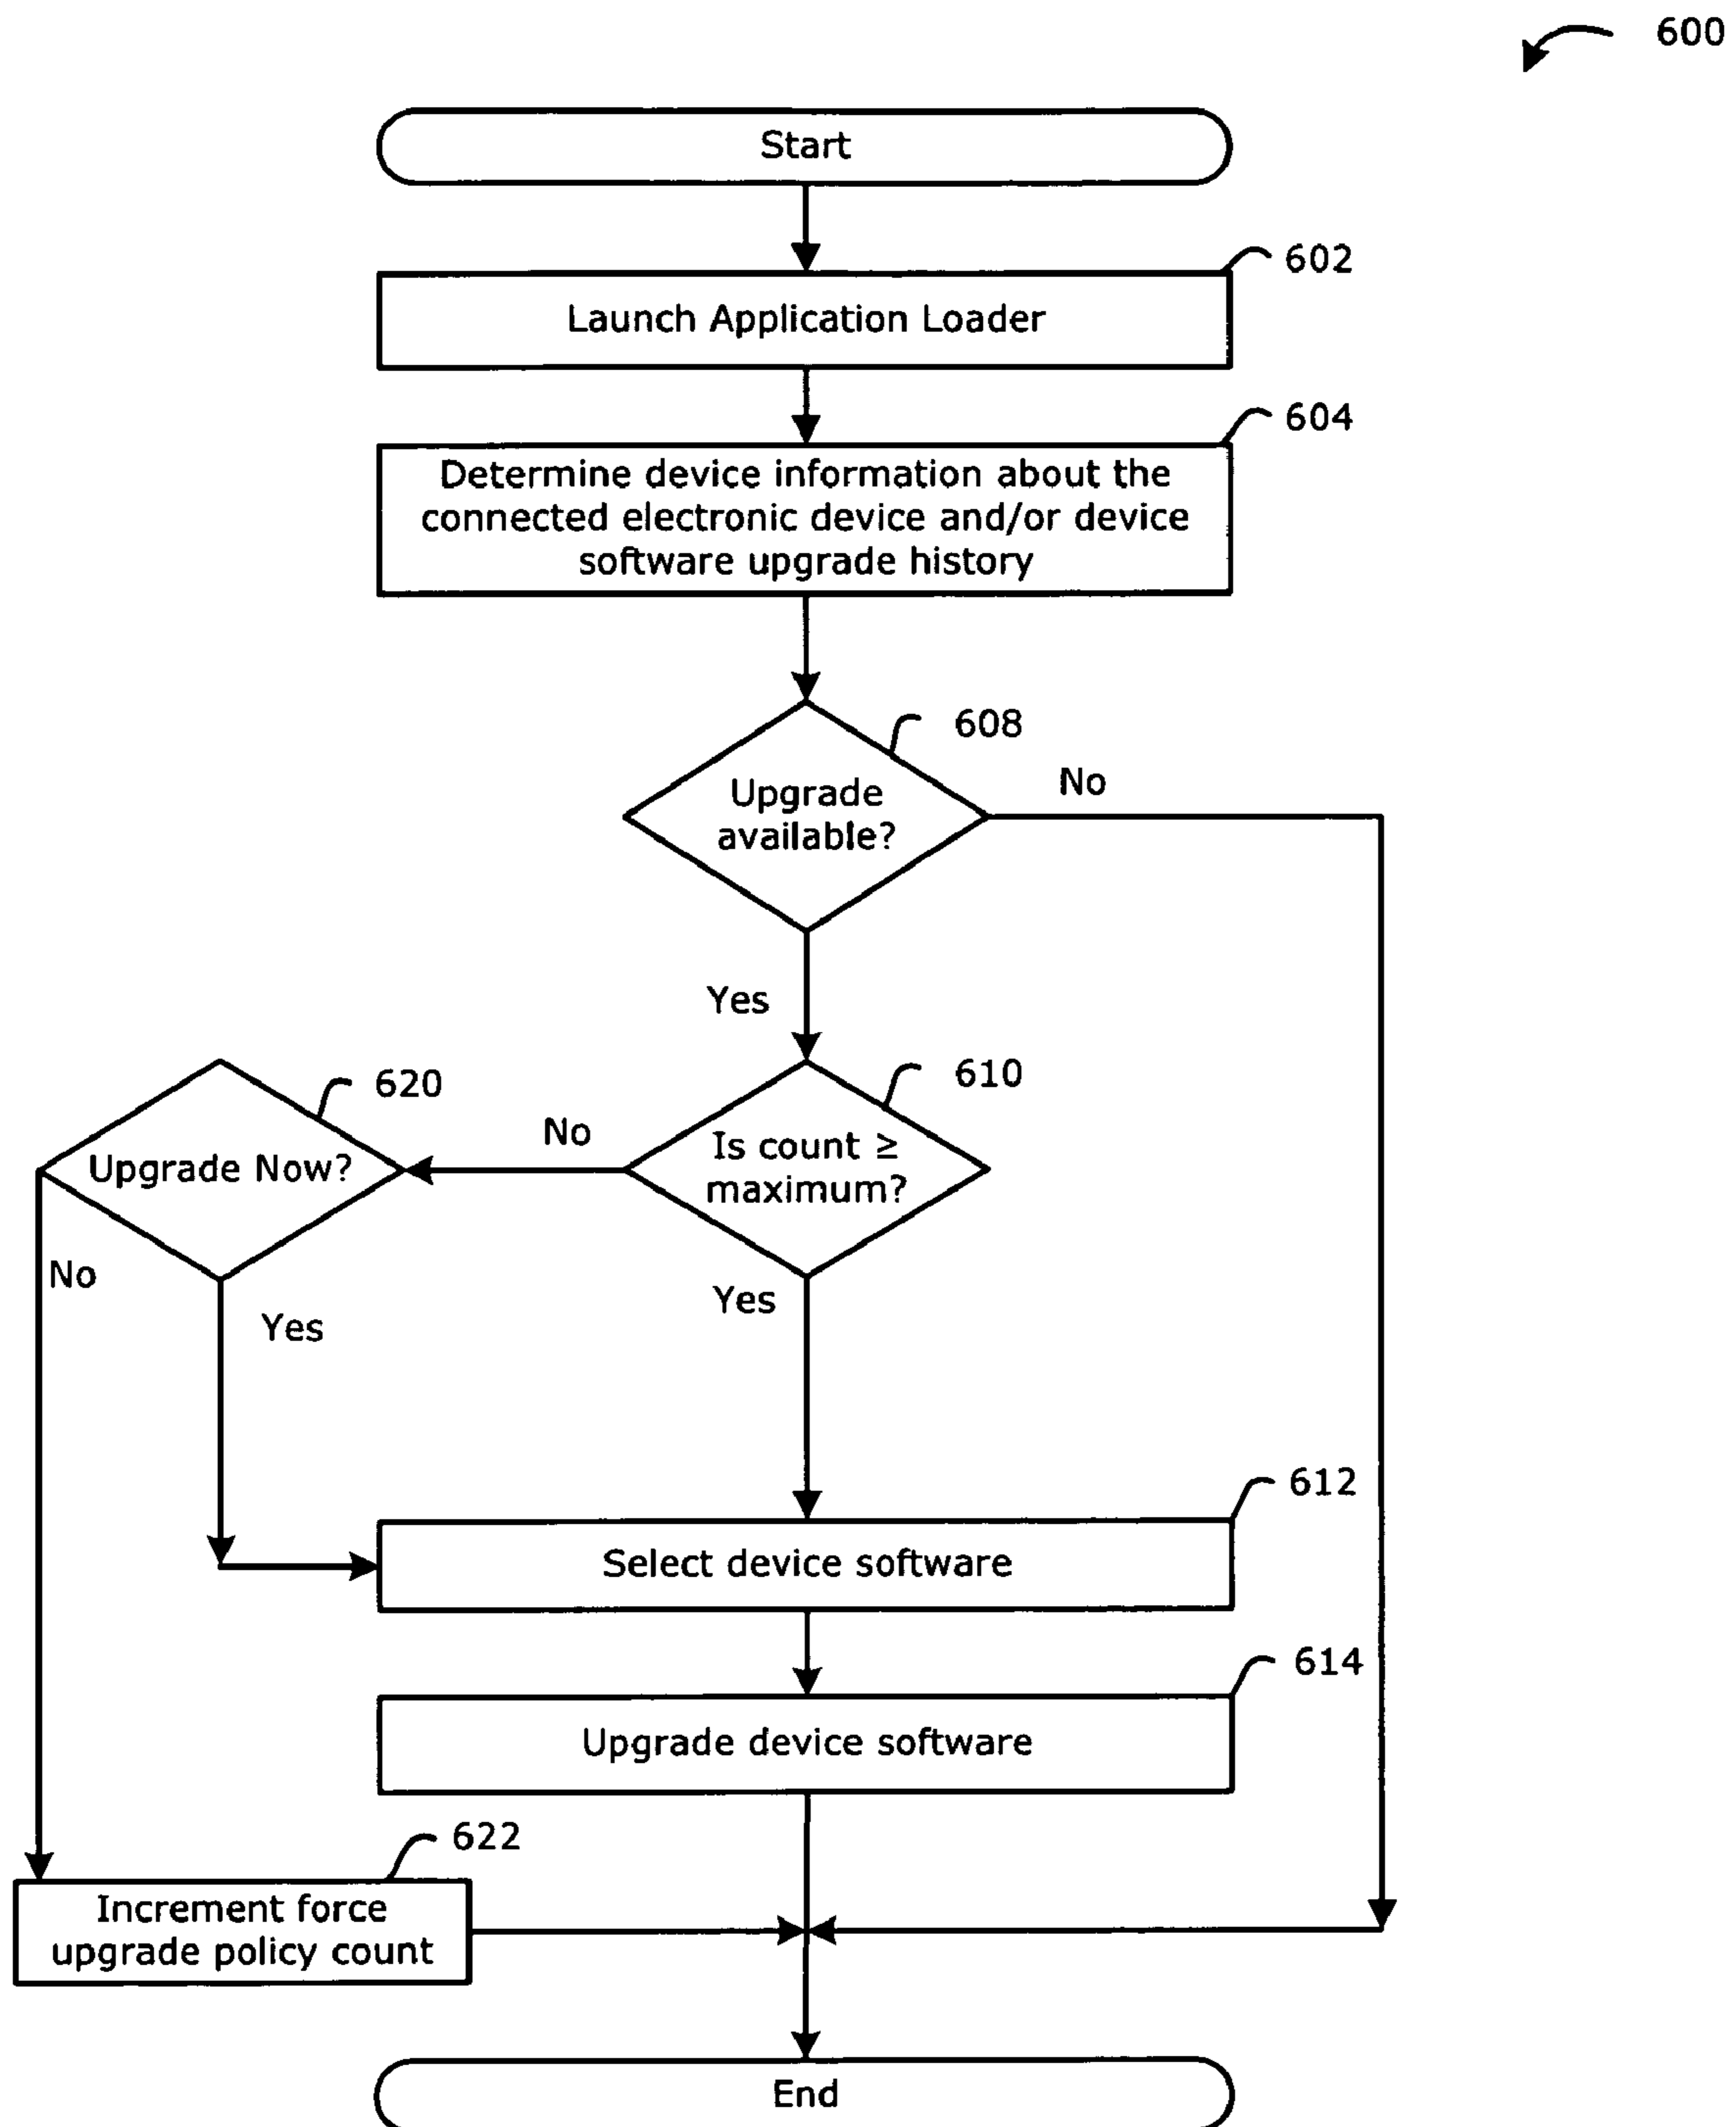 600
Start
602
Launch Application Loader
604
Determine device information about the
connected electronic device and/or device
software upgrade history
608
Upgrade
available?
No
Yes
610
Is count ≥
maximum?
No
620
Upgrade Now?
No
Yes
Yes
612
Select device software
614
Upgrade device software
622
Increment force
upgrade policy count
End